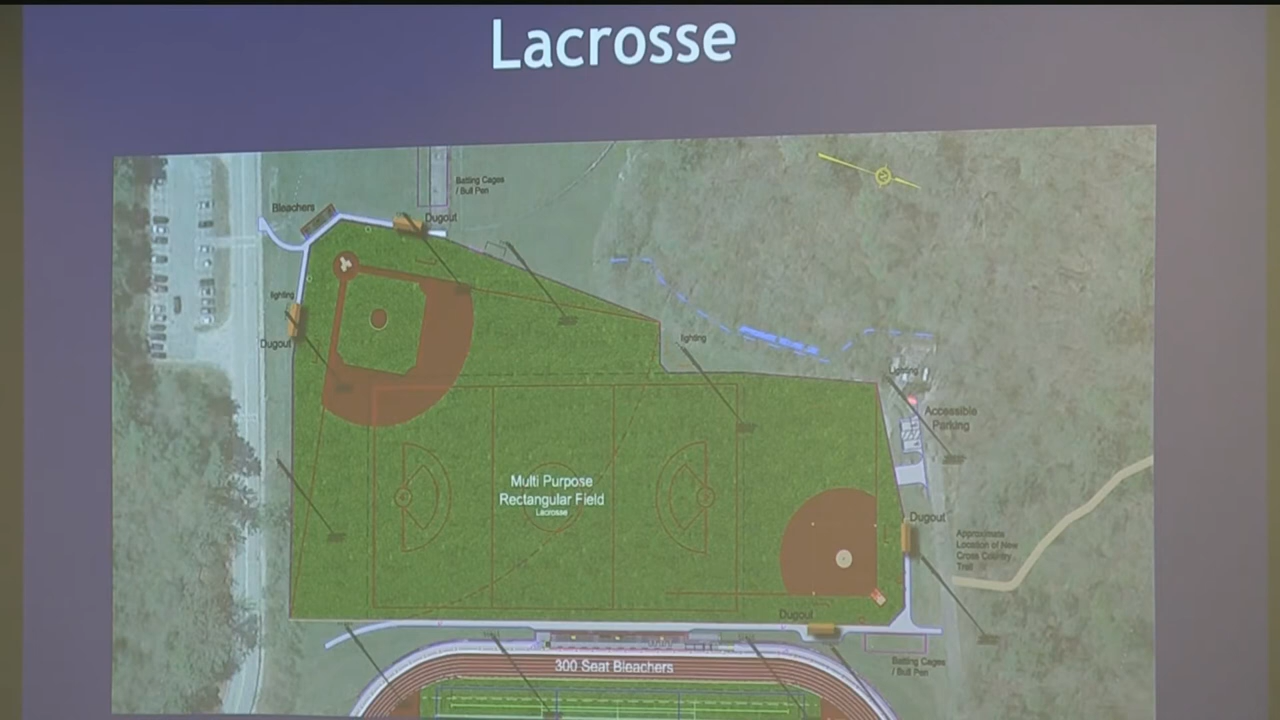 Lacrosse
Batting Cages
/ Bull Pen
Bleachers
Dugout
lighting
Dugout
lighting
Lighting
Accessible
Parking
Multi Purpose
Rectangular Field
Lacrosse
Dugout
Approximate
Location of New
Cross Country
Trail
Dugout
300 Seat Bleachers
Batting Cages
/ Bull Pen